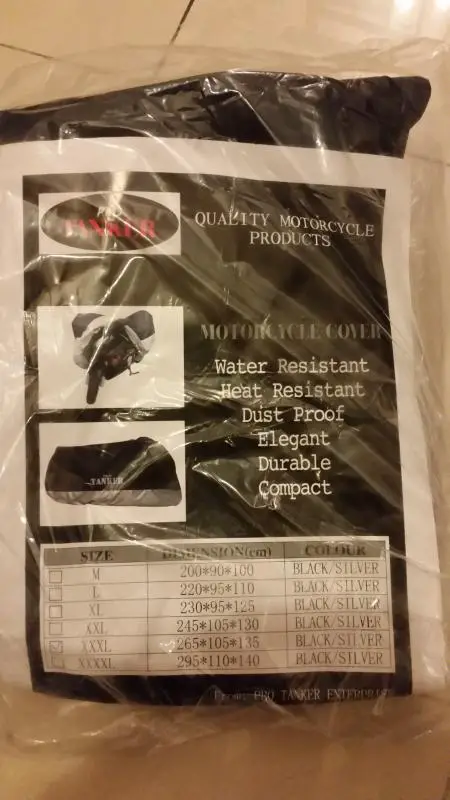 TANKER
QUALITY MOTORCYCLE
PRODUCTS
MOTORCYCLE COVER
Water Resistant
Heat Resistant
Dust Proof
Elegant
Durable
Compact
TANKER
SIZE DIMENSION(cm) COLOUR
M 200*90*100 BLACK/SILVER
L 220*95*110 BLACK/SILVER
XL 230*95*125 BLACK/SILVER
XXL 245*105*130 BLACK/SILVER
XXXL 265*105*135 BLACK/SILVER
XXXXL 295*110*140 BLACK/SILVER
From: PRO TANKER ENTERPRISE